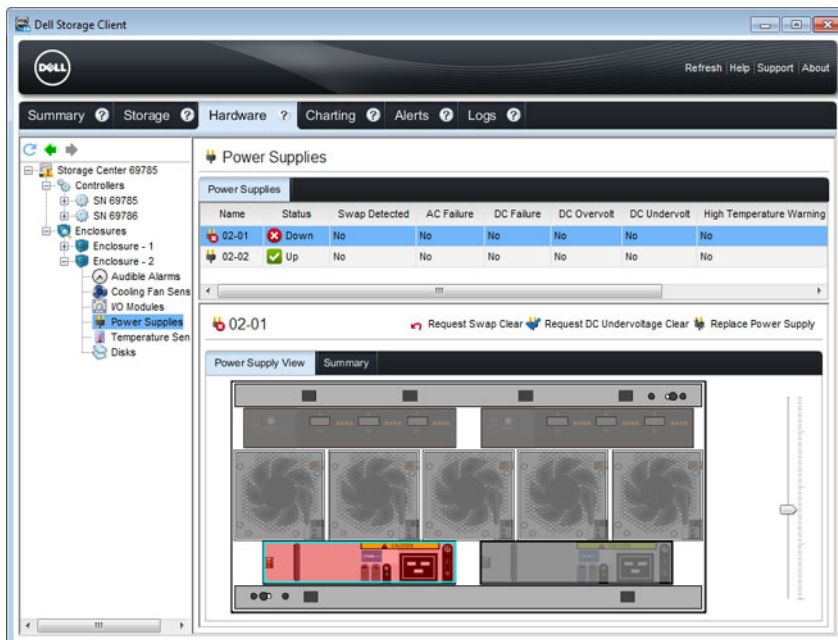 Dell Storage Client
DELL
Refresh Help Support About
Summary ? Storage ? Hardware ? Charting ? Alerts ? Logs ?
Storage Center 69785
Controllers
SN 69785
SN 69786
Enclosures
Enclosure - 1
Enclosure - 2
Audible Alarms
Cooling Fan Sens
I/O Modules
Power Supplies
Temperature Sen
Disks
Power Supplies
Power Supplies
Name Status Swap Detected AC Failure DC Failure DC Overvolt DC Undervolt High Temperature Warning
02-01 Down No No No No No No
02-02 Up No No No No No No
02-01 Request Swap Clear Request DC Undervoltage Clear Replace Power Supply
Power Supply View Summary
CAUTION